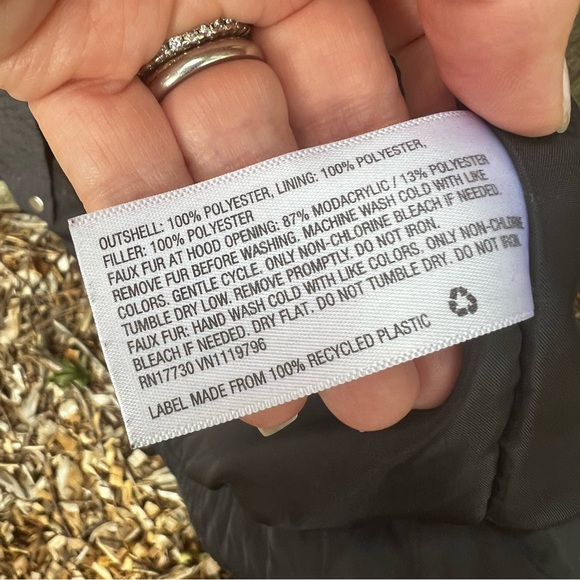 OUTSHELL: 100% POLYESTER, LINING: 100% POLYESTER,
FILLER: 100% POLYESTER
FAUX FUR AT HOOD OPENING: 87% MODACRYLIC / 13% POLYESTER
REMOVE FUR BEFORE WASHING. MACHINE WASH COLD WITH LIKE
COLORS. GENTLE CYCLE. ONLY NON-CHLORINE BLEACH IF NEEDED.
TUMBLE DRY LOW. REMOVE PROMPTLY. DO NOT IRON.
FAUX FUR: HAND WASH COLD WITH LIKE COLORS. ONLY NON-CHLORINE
BLEACH IF NEEDED. DRY FLAT. DO NOT TUMBLE DRY. DO NOT IRON.
RN17730 VN1119796
LABEL MADE FROM 100% RECYCLED PLASTIC